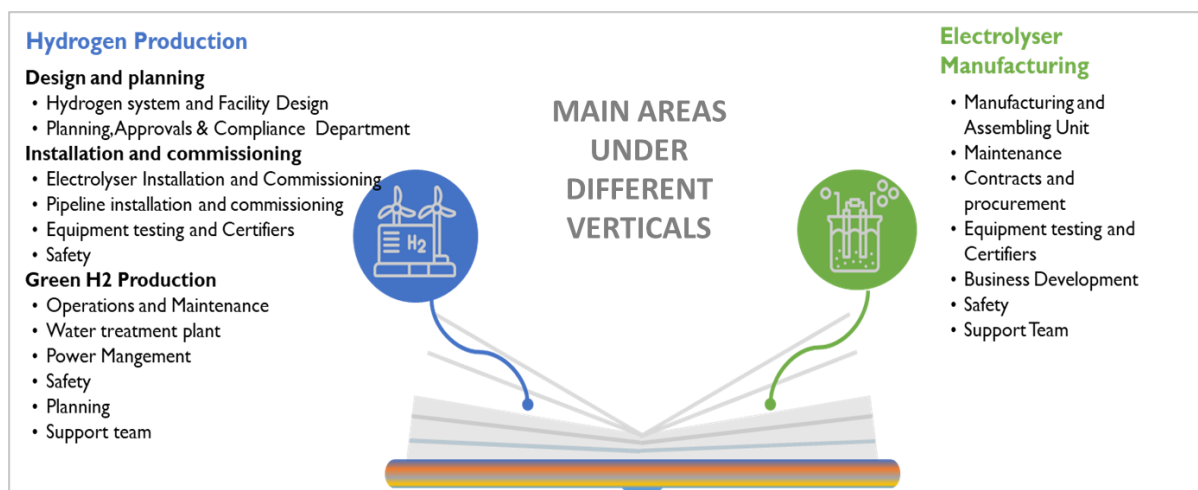 Hydrogen Production
Design and planning
• Hydrogen system and Facility Design
• Planning,Approvals & Compliance Department
Installation and commissioning
• Electrolyser Installation and Commissioning
• Pipeline installation and commissioning
• Equipment testing and Certifiers
• Safety
Green H2 Production
• Operations and Maintenance
• Water treatment plant
• Power Mangement
• Safety
• Planning
• Support team
MAIN AREAS
UNDER
DIFFERENT
VERTICALS
H2
Electrolyser
Manufacturing
• Manufacturing and
Assembling Unit
• Maintenance
• Contracts and
procurement
• Equipment testing and
Certifiers
• Business Development
• Safety
• Support Team